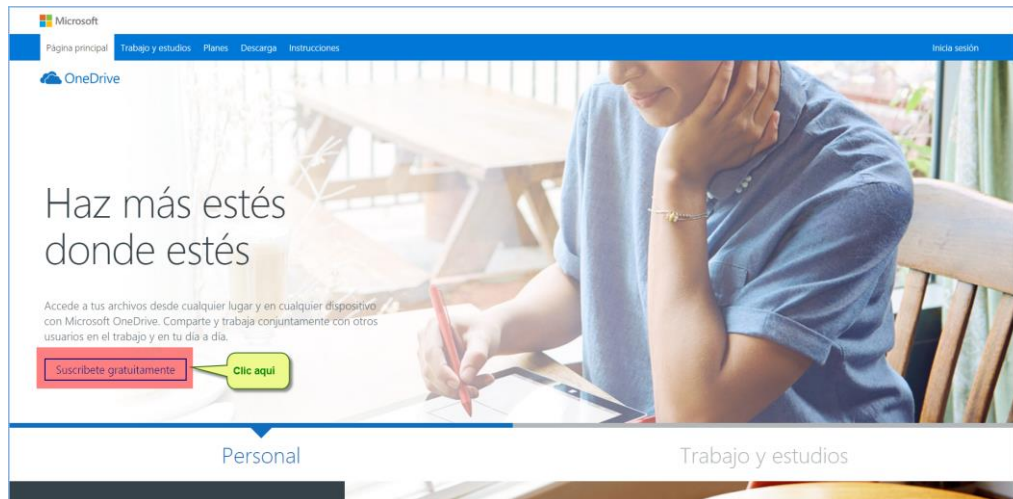 Microsoft
Página principal Trabajo y estudios Planes Descarga Instrucciones Inicia sesión
OneDrive
Haz más estés
donde estés
Accede a tus archivos desde cualquier lugar y en cualquier dispositivo
con Microsoft OneDrive. Comparte y trabaja conjuntamente con otros
usuarios en el trabajo y en tu día a día.
Suscríbete gratuitamente
Clic aqui
Personal Trabajo y estudios